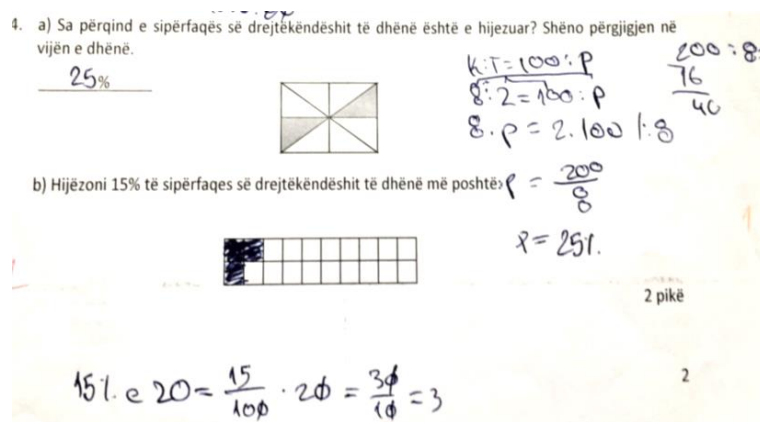 4. a) Sa përqind e sipërfaqës së drejtëkëndëshit të dhënë është e hijezuar? Shëno përgjigjen në
vijën e dhënë.
25%
K:T=100:P
8:2=100:P
8.p=2.100 /:8
200:8
16
40
b) Hijëzoni 15% të sipërfaqes së drejtëkëndëshit të dhënë më poshtë:
P = 200/8
P=25%.
2 pikë
15% e 20 = 15/100 · 20 = 30/10 = 3
2